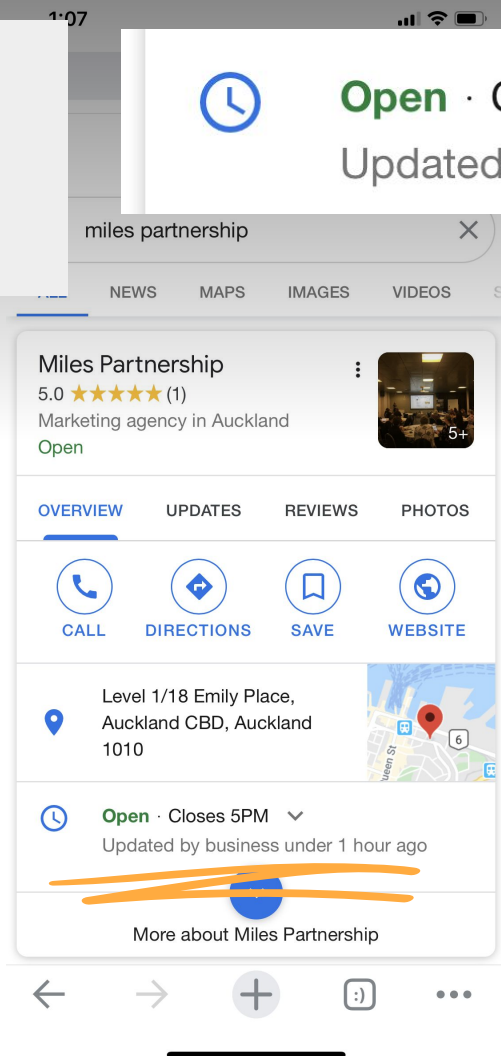 1:07
Open ·
Updated
miles partnership
NEWS MAPS IMAGES VIDEOS
Miles Partnership
5.0 ★★★★★ (1)
Marketing agency in Auckland
Open
5+
OVERVIEW UPDATES REVIEWS PHOTOS
CALL DIRECTIONS SAVE WEBSITE
Level 1/18 Emily Place,
Auckland CBD, Auckland
1010
6
ueen St
Open · Closes 5PM
Updated by business under 1 hour ago
More about Miles Partnership
:)